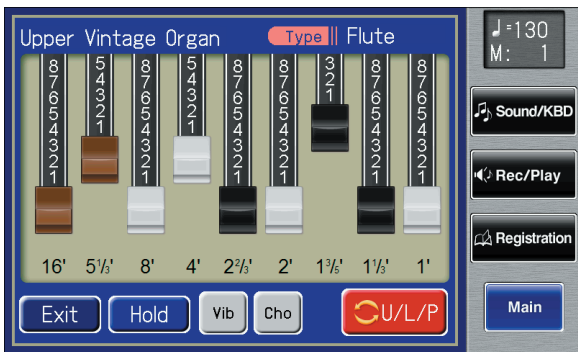 Upper Vintage Organ Type Flute
♩=130
M: 1
8 7 6 5 4 3 2 1
5 4 3 2 1
8 7 6 5 4 3 2 1
5 4 3 2 1
8 7 6 5 4 3 2 1
8 7 6 5 4 3 2 1
3 2 1
8 7 6 5 4 3 2 1
8 7 6 5 4 3 2 1
16' 5⅓' 8' 4' 2⅔' 2' 1⅗' 1⅓' 1'
Exit Hold Vib Cho U/L/P
Sound/KBD
Rec/Play
Registration
Main